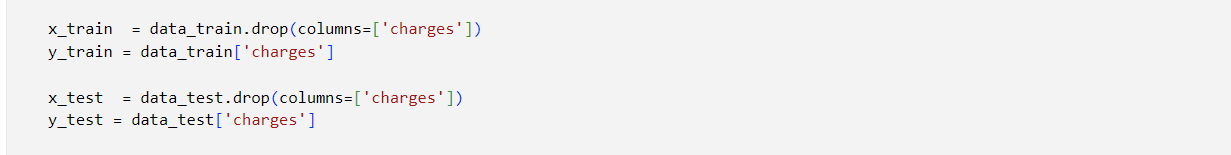 x_train  = data_train.drop(columns=['charges'])
y_train = data_train['charges']
x_test  = data_test.drop(columns=['charges'])
y_test = data_test['charges']